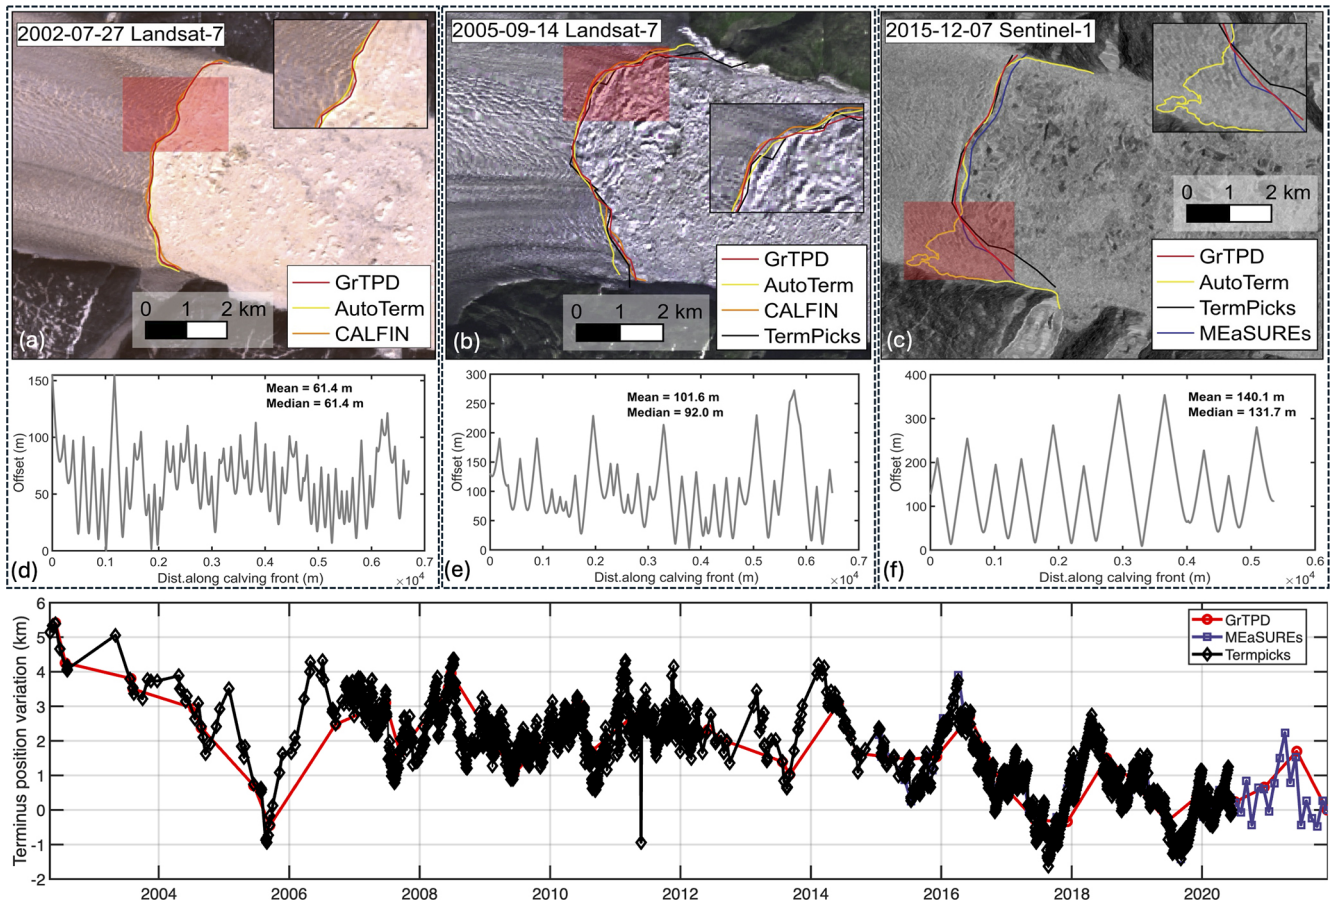 2002-07-27 Landsat-7
GrTPD
AutoTerm
CALFIN
0 1 2 km
(a)
2005-09-14 Landsat-7
GrTPD
AutoTerm
CALFIN
TermPicks
0 1 2 km
(b)
2015-12-07 Sentinel-1
0 1 2 km
GrTPD
AutoTerm
TermPicks
MEaSUREs
(c)
150
100
50
0
Offset (m)
Mean = 61.4 m
Median = 61.4 m
0 0.1 0.2 0.3 0.4 0.5 0.6 0.7
Dist.along calving front (m)
×10⁴
(d)
300
250
200
150
100
50
0
Offset (m)
Mean = 101.6 m
Median = 92.0 m
0 0.1 0.2 0.3 0.4 0.5 0.6 0.7
Dist.along calving front (m)
×10⁴
(e)
400
300
200
100
0
Offset (m)
Mean = 140.1 m
Median = 131.7 m
0 0.1 0.2 0.3 0.4 0.5 0.6
Dist.along calving front (m)
×10⁴
(f)
6
5
4
3
2
1
0
-1
-2
Terminus position variation (km)
GrTPD
MEaSUREs
Termpicks
2004 2006 2008 2010 2012 2014 2016 2018 2020